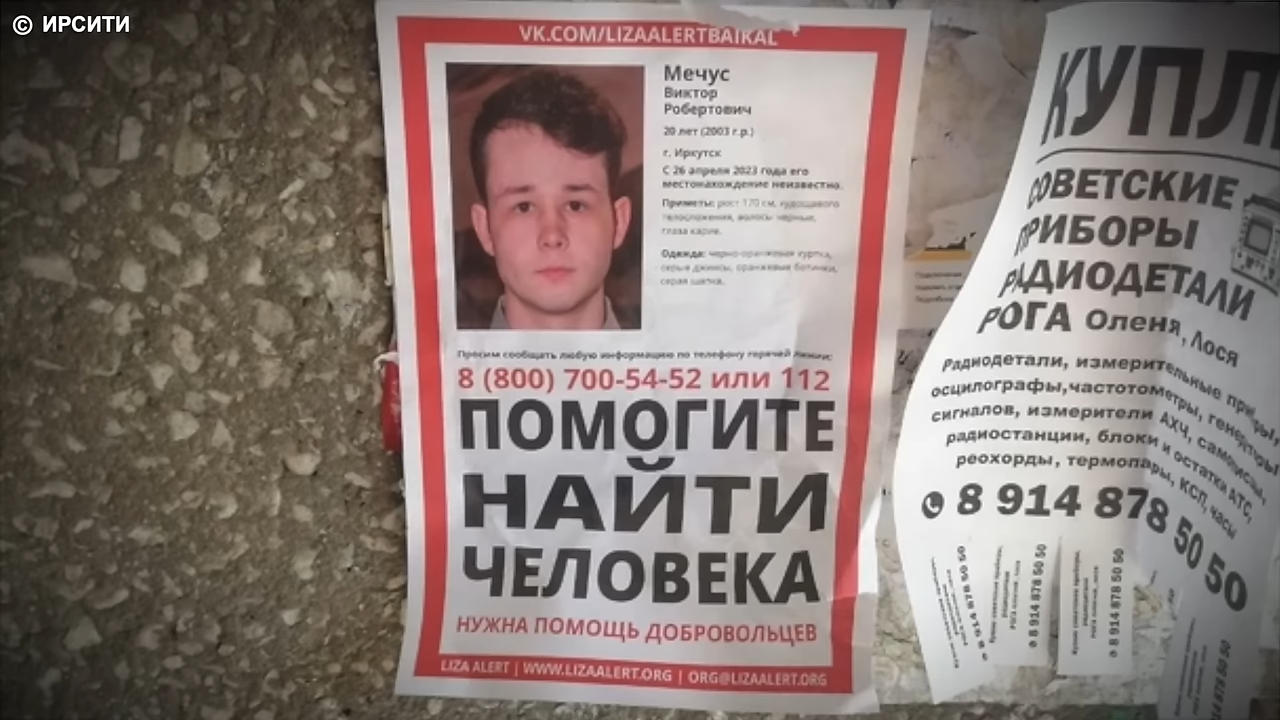 © ИРСИТИ
VK.COM/LIZAALERTBAIKAL
Мечус
Виктор
Робертович
20 лет (2003 г.р.)
г. Иркутск
С 26 апреля 2023 года его
местонахождение неизвестно.
Приметы: рост 170 см, худощавого
телосложения, волосы черные,
глаза карие.
Одежда: черно-оранжевая куртка,
серые джинсы, оранжевые ботинки,
серая шапка.
Просим сообщать любую информацию по телефону горячей линии:
8 (800) 700-54-52 или 112
ПОМОГИТЕ
НАЙТИ
ЧЕЛОВЕКА
НУЖНА ПОМОЩЬ ДОБРОВОЛЬЦЕВ
LIZA ALERT | WWW.LIZAALERT.ORG | ORG@LIZAALERT.ORG
КУПЛ
СОВЕТСКИЕ
ПРИБОРЫ
РАДИОДЕТАЛИ
РОГА Оленя, Лося
Радиодетали, измерительные
осцилографы, частотометры, генераторы
сигналов, измерители АХЧ, самописцы,
радиостанции, блоки и остатки АТС,
реохорды, термопары, КСП, часы
8 914 878 50 50
8 914 878 50 50
8 914 878 50 50
8 914 878 50 50